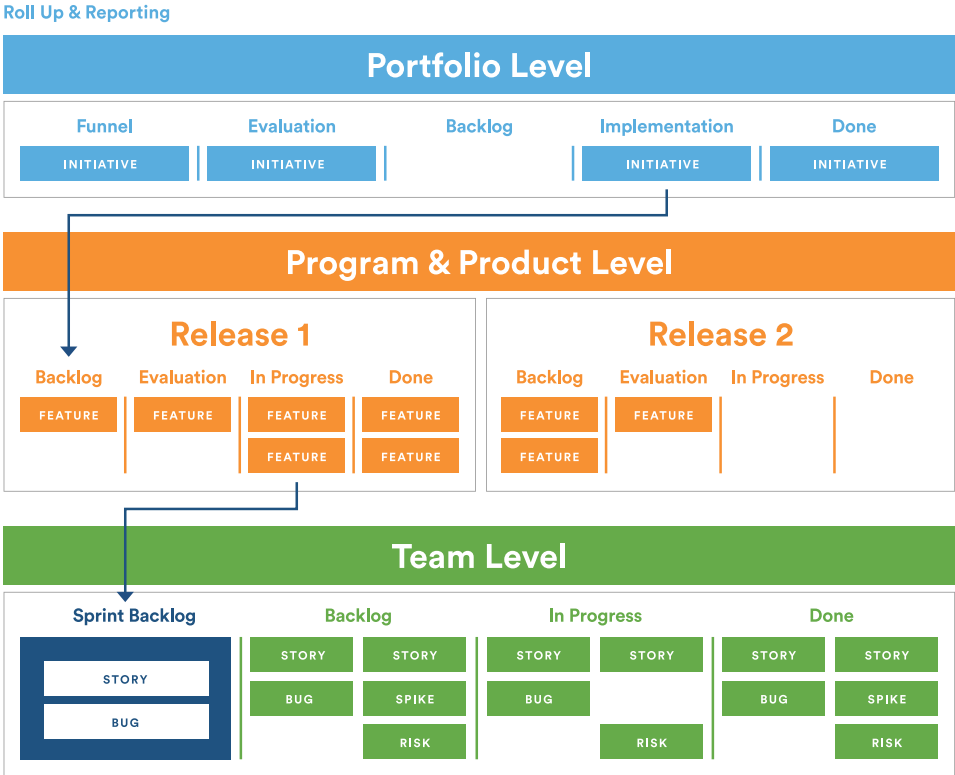 Roll Up & Reporting
Portfolio Level
Funnel Evaluation Backlog Implementation Done
INITIATIVE INITIATIVE INITIATIVE INITIATIVE
Program & Product Level
Release 1
Backlog Evaluation In Progress Done
FEATURE FEATURE FEATURE FEATURE
FEATURE FEATURE
Release 2
Backlog Evaluation In Progress Done
FEATURE FEATURE
FEATURE
Team Level
Sprint Backlog Backlog In Progress Done
STORY
BUG
STORY STORY
BUG SPIKE
RISK
STORY STORY
BUG
RISK
STORY STORY
BUG SPIKE
RISK